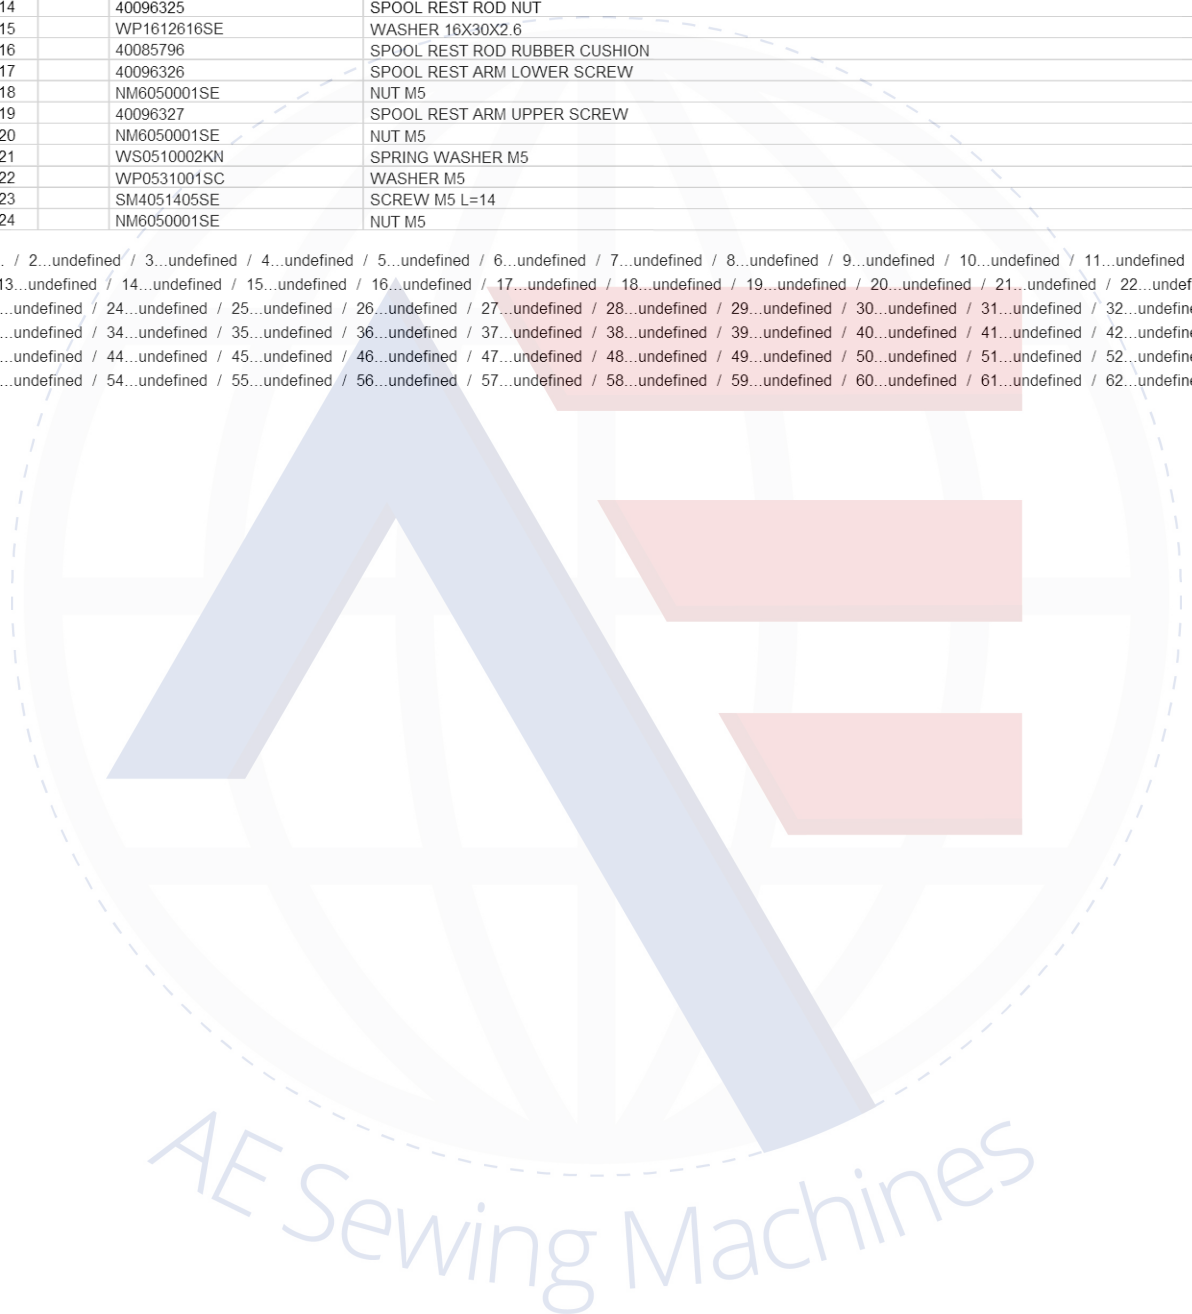 14 40096325 SPOOL REST ROD NUT
15 WP1612616SE WASHER 16X30X2.6
16 40085796 SPOOL REST ROD RUBBER CUSHION
17 40096326 SPOOL REST ARM LOWER SCREW
18 NM6050001SE NUT M5
19 40096327 SPOOL REST ARM UPPER SCREW
20 NM6050001SE NUT M5
21 WS0510002KN SPRING WASHER M5
22 WP0531001SC WASHER M5
23 SM4051405SE SCREW M5 L=14
24 NM6050001SE NUT M5
. / 2...undefined / 3...undefined / 4...undefined / 5...undefined / 6...undefined / 7...undefined / 8...undefined / 9...undefined / 10...undefined / 11...undefined
13...undefined / 14...undefined / 15...undefined / 16...undefined / 17...undefined / 18...undefined / 19...undefined / 20...undefined / 21...undefined / 22...undef
...undefined / 24...undefined / 25...undefined / 26...undefined / 27...undefined / 28...undefined / 29...undefined / 30...undefined / 31...undefined / 32...undefine
...undefined / 34...undefined / 35...undefined / 36...undefined / 37...undefined / 38...undefined / 39...undefined / 40...undefined / 41...undefined / 42...undefine
...undefined / 44...undefined / 45...undefined / 46...undefined / 47...undefined / 48...undefined / 49...undefined / 50...undefined / 51...undefined / 52...undefine
...undefined / 54...undefined / 55...undefined / 56...undefined / 57...undefined / 58...undefined / 59...undefined / 60...undefined / 61...undefined / 62...undefine
AE Sewing Machines